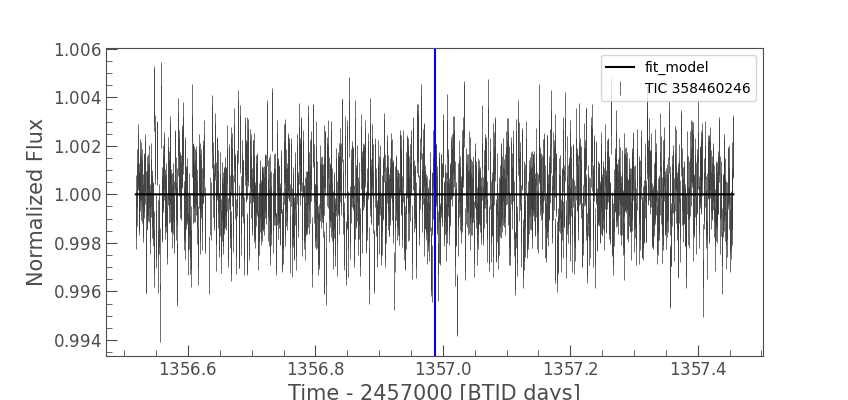 1.006
1.004
1.002
1.000
0.998
0.996
0.994
Normalized Flux
fit_model
TIC 358460246
1356.6 1356.8 1357.0 1357.2 1357.4
Time - 2457000 [BTJD days]